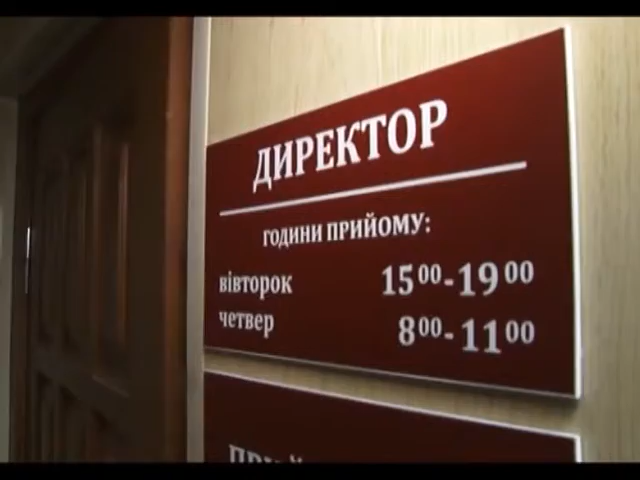 ДИРЕКТОР
ГОДИНИ ПРИЙОМУ:
вівторок 15⁰⁰-19⁰⁰
четвер 8⁰⁰-11⁰⁰